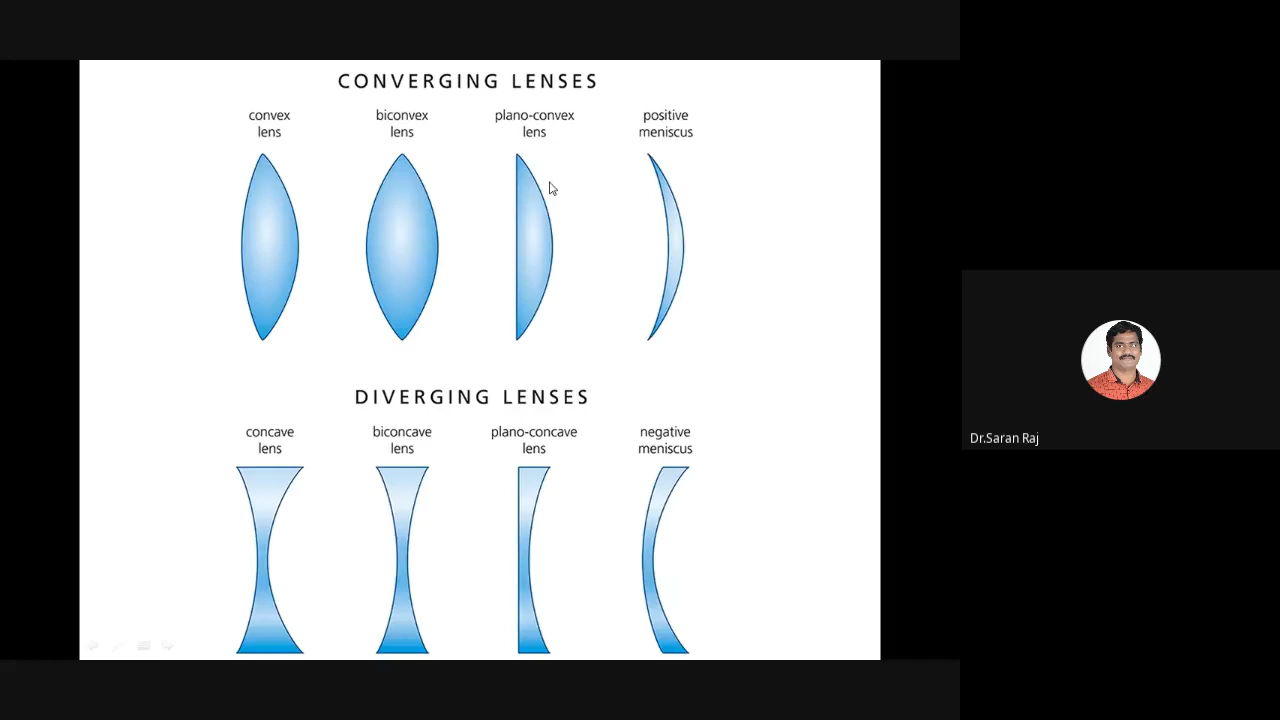 CONVERGING LENSES
convex
lens
biconvex
lens
plano-convex
lens
positive
meniscus
DIVERGING LENSES
concave
lens
biconcave
lens
plano-concave
lens
negative
meniscus
Dr.Saran Raj